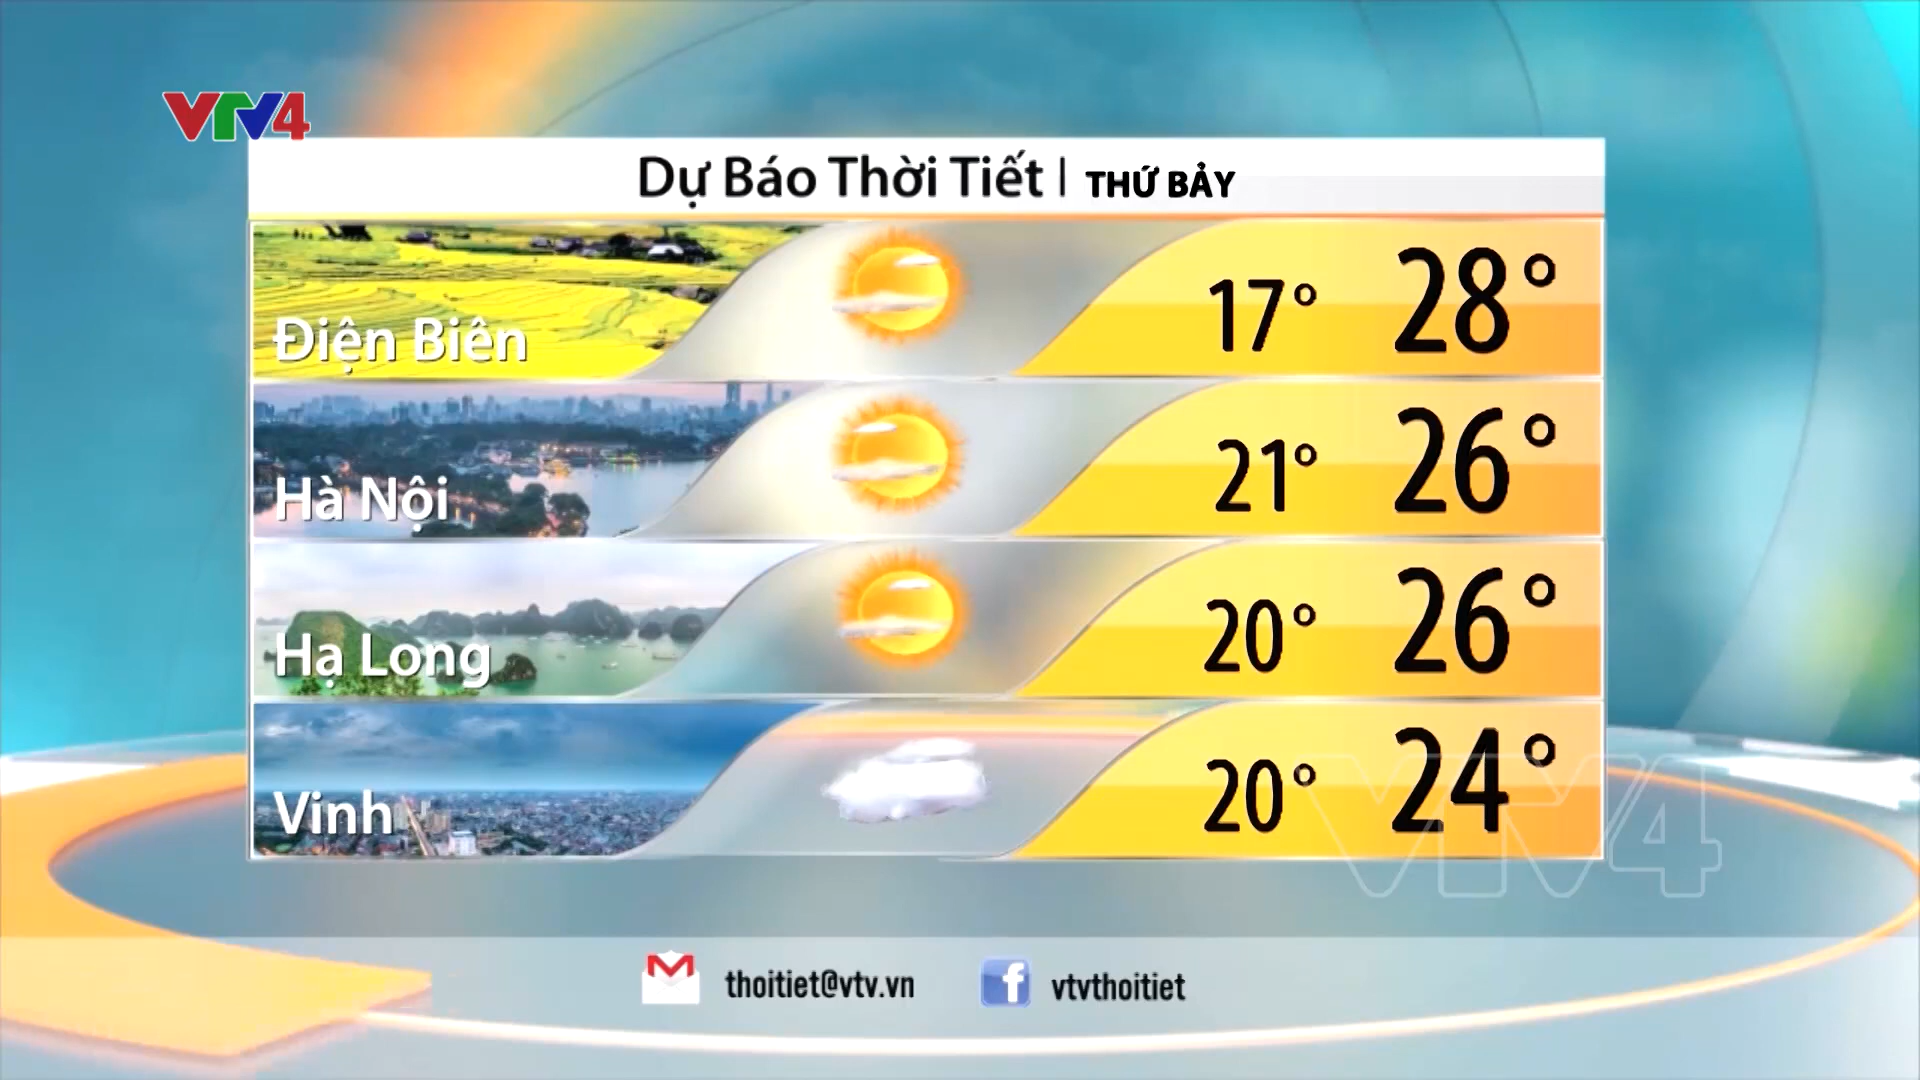 VTV4
Dự Báo Thời Tiết | THỨ BẢY
Điện Biên 17° 28°
Hà Nội 21° 26°
Hạ Long 20° 26°
Vinh 20° 24°
VTV4
thoitiet@vtv.vn vtvthoitiet